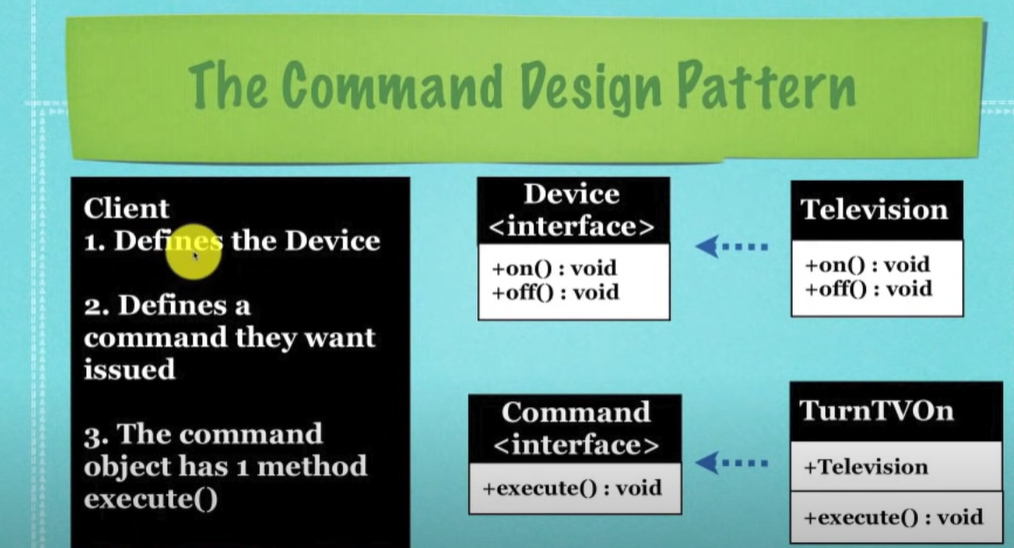 The Command Design Pattern
Client
1. Defines the Device
2. Defines a
command they want
issued
3. The command
object has 1 method
execute()
Device
<interface>
+on() : void
+off() : void
Television
+on() : void
+off() : void
Command
<interface>
+execute() : void
TurnTVOn
+Television
+execute() : void